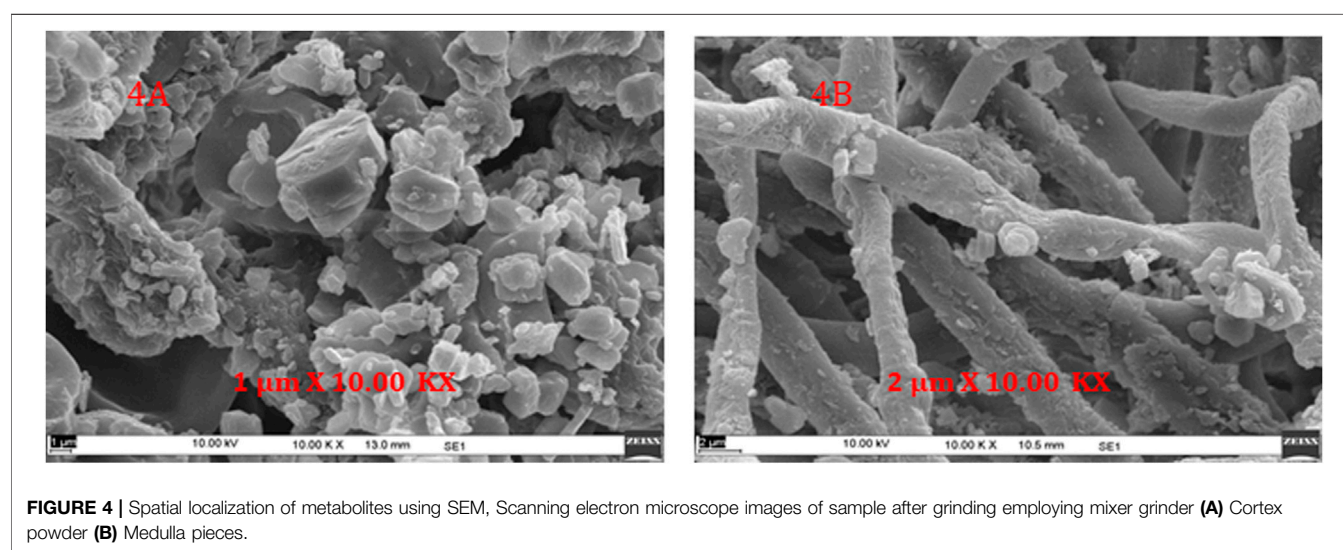 4A
1 µm X 10.00 KX
1 µm
10.00 kV 10.00 K X 13.0 mm SE1
ZEISS
4B
2 µm X 10.00 KX
2 µm
10.00 kV 10.00 K X 10.5 mm SE1
ZEISS
FIGURE 4 | Spatial localization of metabolites using SEM, Scanning electron microscope images of sample after grinding employing mixer grinder (A) Cortex
powder (B) Medulla pieces.